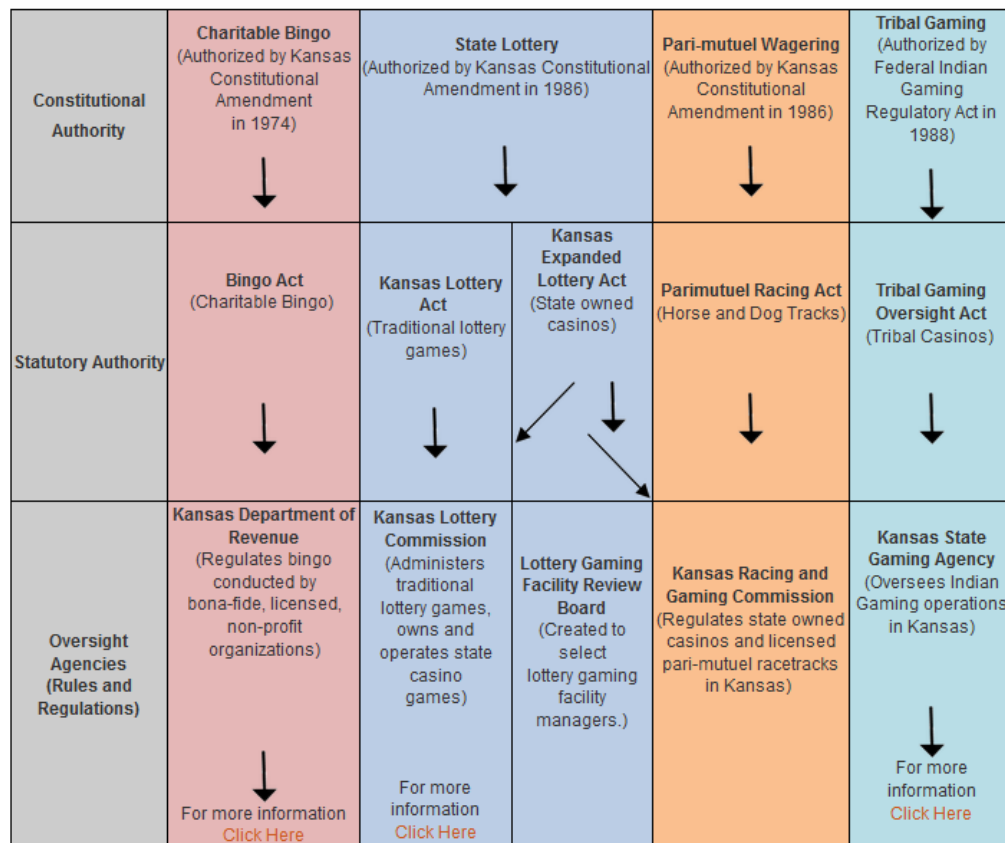 Constitutional
Authority
Charitable Bingo
(Authorized by Kansas
Constitutional
Amendment
in 1974)
State Lottery
(Authorized by Kansas Constitutional
Amendment in 1986)
Pari-mutuel Wagering
(Authorized by Kansas
Constitutional
Amendment in 1986)
Tribal Gaming
(Authorized by
Federal Indian
Gaming
Regulatory Act in
1988)
Statutory Authority
Bingo Act
(Charitable Bingo)
Kansas Lottery
Act
(Traditional lottery
games)
Kansas
Expanded
Lottery Act
(State owned
casinos)
Parimutuel Racing Act
(Horse and Dog Tracks)
Tribal Gaming
Oversight Act
(Tribal Casinos)
Oversight
Agencies
(Rules and
Regulations)
Kansas Department of
Revenue
(Regulates bingo
conducted by
bona-fide, licensed,
non-profit
organizations)
For more information
Click Here
Kansas Lottery
Commission
(Administers
traditional
lottery games,
owns and
operates state
casino
games)
For more
information
Click Here
Lottery Gaming
Facility Review
Board
(Created to
select
lottery gaming
facility
managers.)
Kansas Racing and
Gaming Commission
(Regulates state owned
casinos and licensed
pari-mutuel racetracks
in Kansas)
Kansas State
Gaming Agency
(Oversees Indian
Gaming operations
in Kansas)
For more
information
Click Here